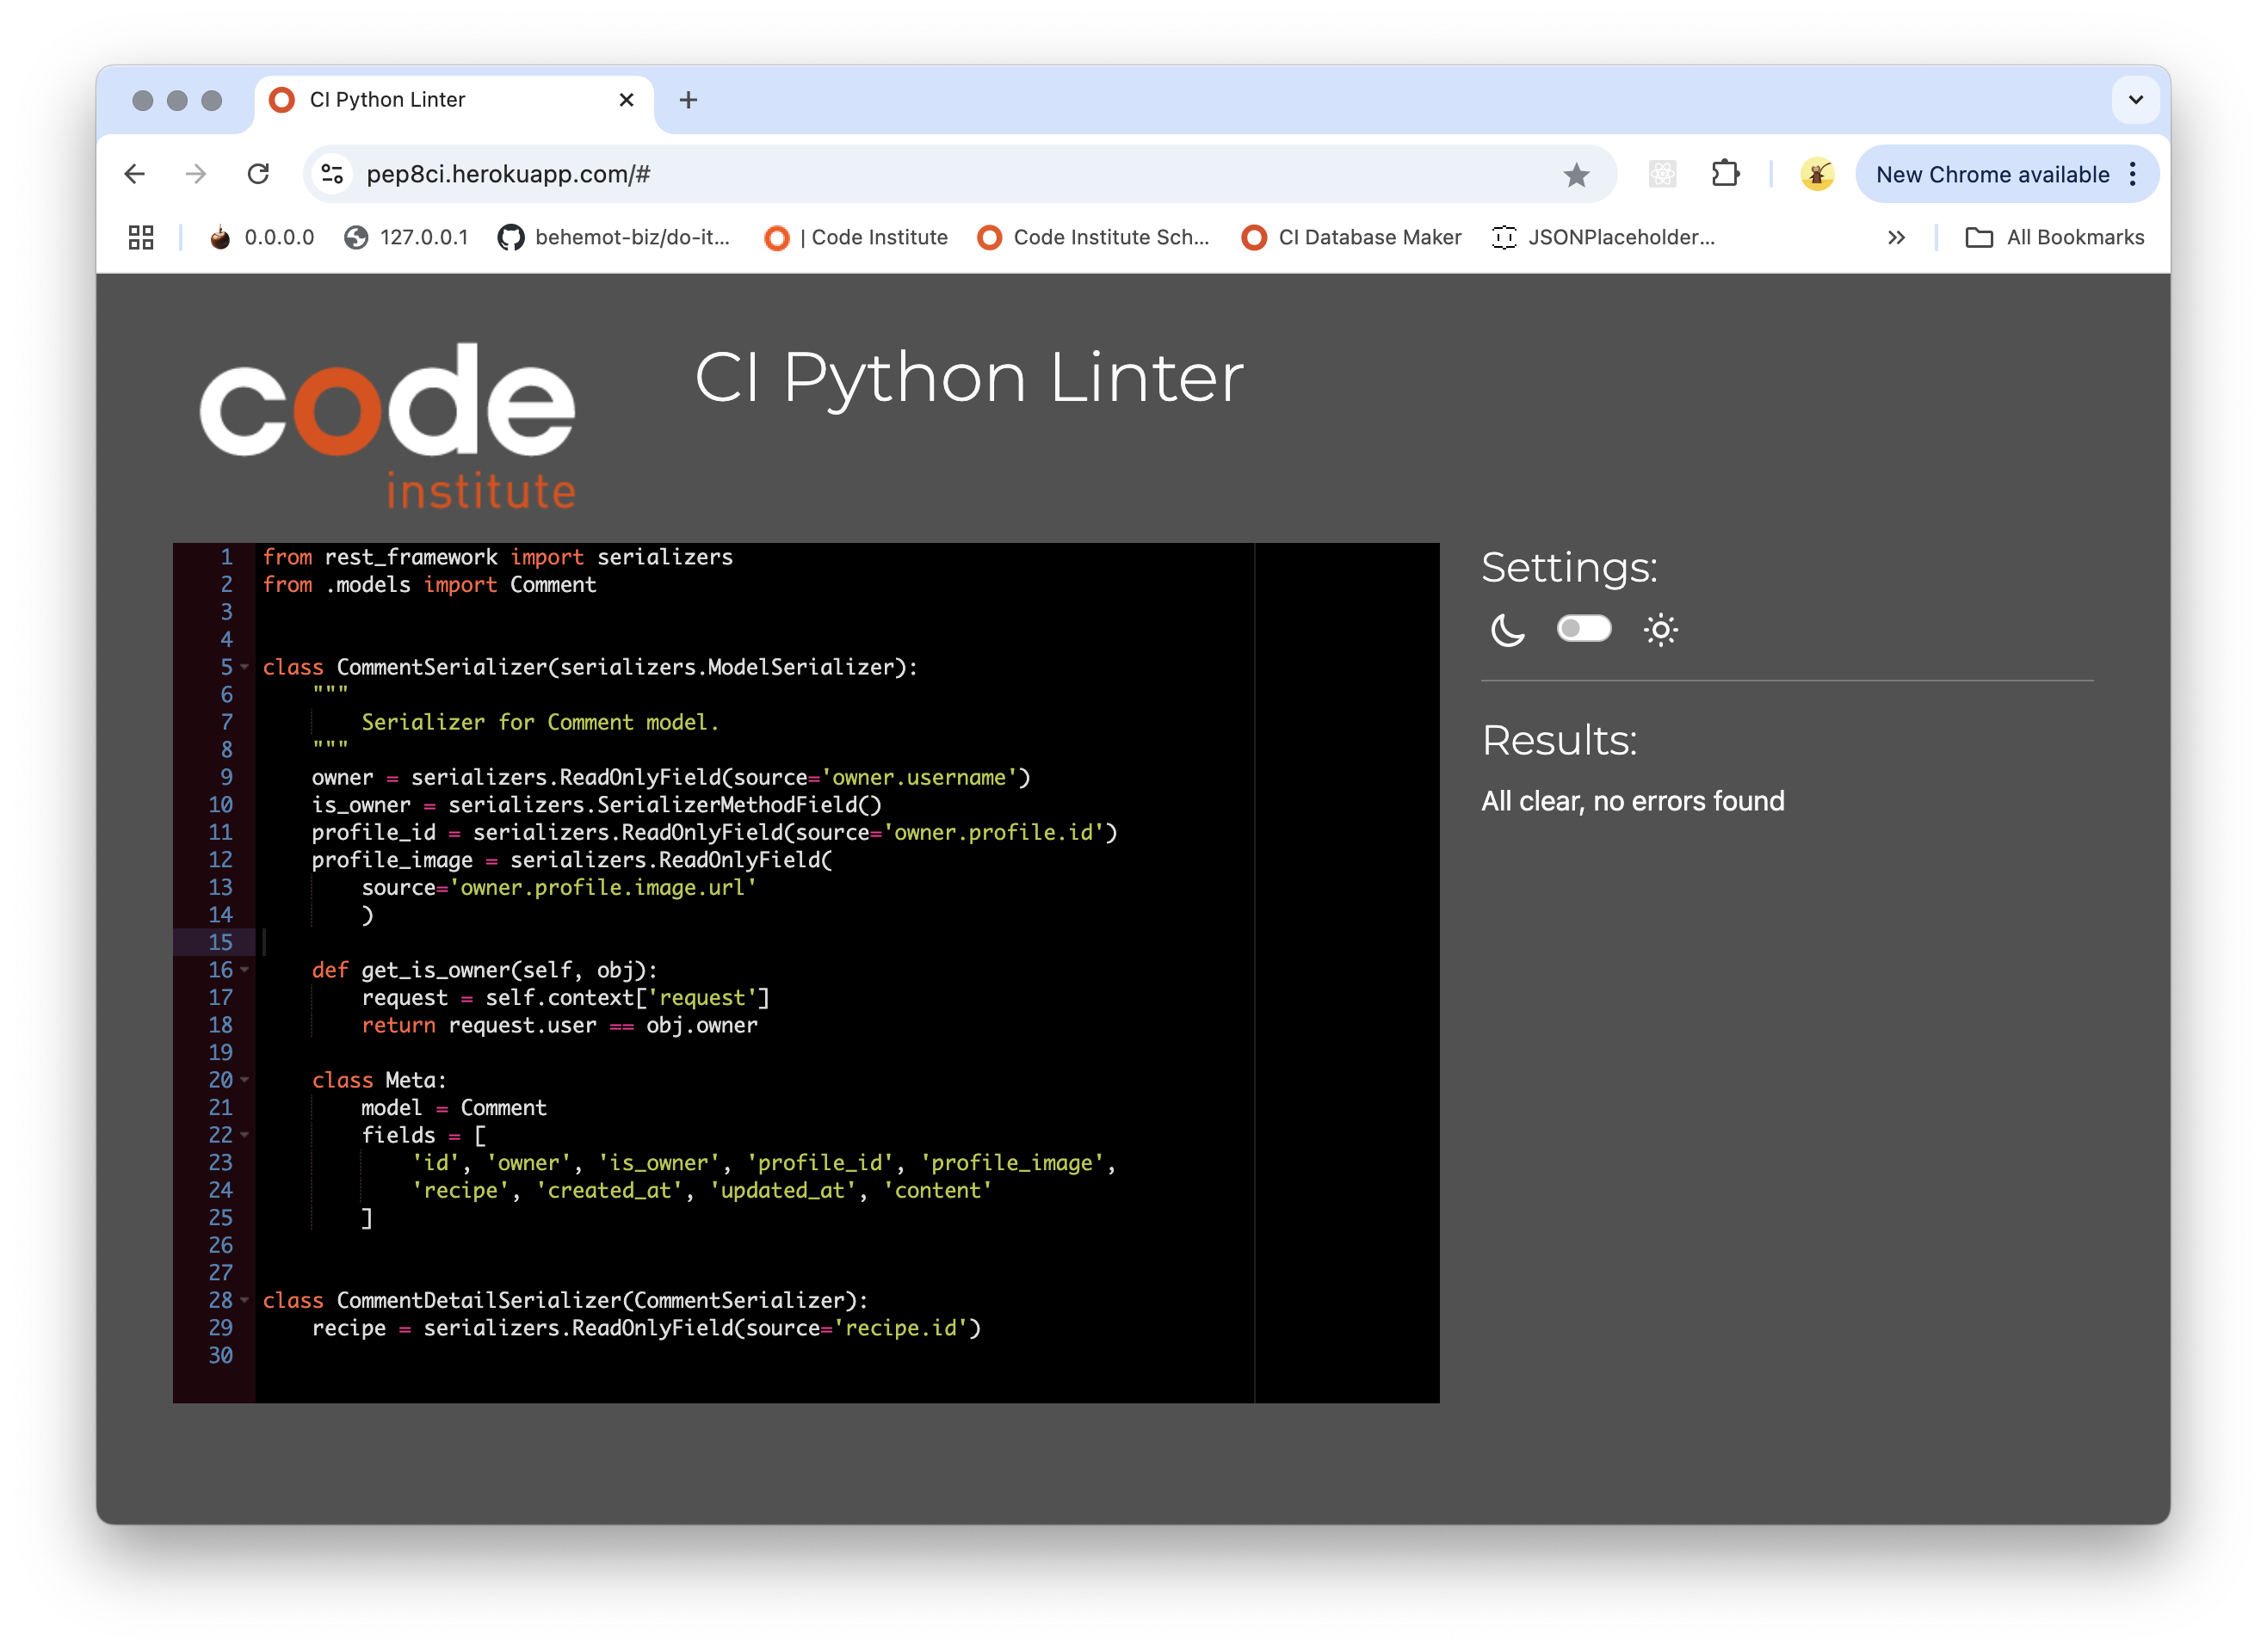 CI Python Linter
pep8ci.herokuapp.com/#
New Chrome available
0.0.0.0
127.0.0.1
behemot-biz/do-it...
| Code Institute
Code Institute Sch...
CI Database Maker
JSONPlaceholder...
All Bookmarks
code
institute
CI Python Linter
1 from rest_framework import serializers
2 from .models import Comment
3
4
5 class CommentSerializer(serializers.ModelSerializer):
6     """
7         Serializer for Comment model.
8     """
9     owner = serializers.ReadOnlyField(source='owner.username')
10     is_owner = serializers.SerializerMethodField()
11     profile_id = serializers.ReadOnlyField(source='owner.profile.id')
12     profile_image = serializers.ReadOnlyField(
13         source='owner.profile.image.url'
14         )
15
16     def get_is_owner(self, obj):
17         request = self.context['request']
18         return request.user == obj.owner
19
20     class Meta:
21         model = Comment
22         fields = [
23             'id', 'owner', 'is_owner', 'profile_id', 'profile_image',
24             'recipe', 'created_at', 'updated_at', 'content'
25         ]
26
27
28 class CommentDetailSerializer(CommentSerializer):
29     recipe = serializers.ReadOnlyField(source='recipe.id')
30
Settings:
Results:
All clear, no errors found